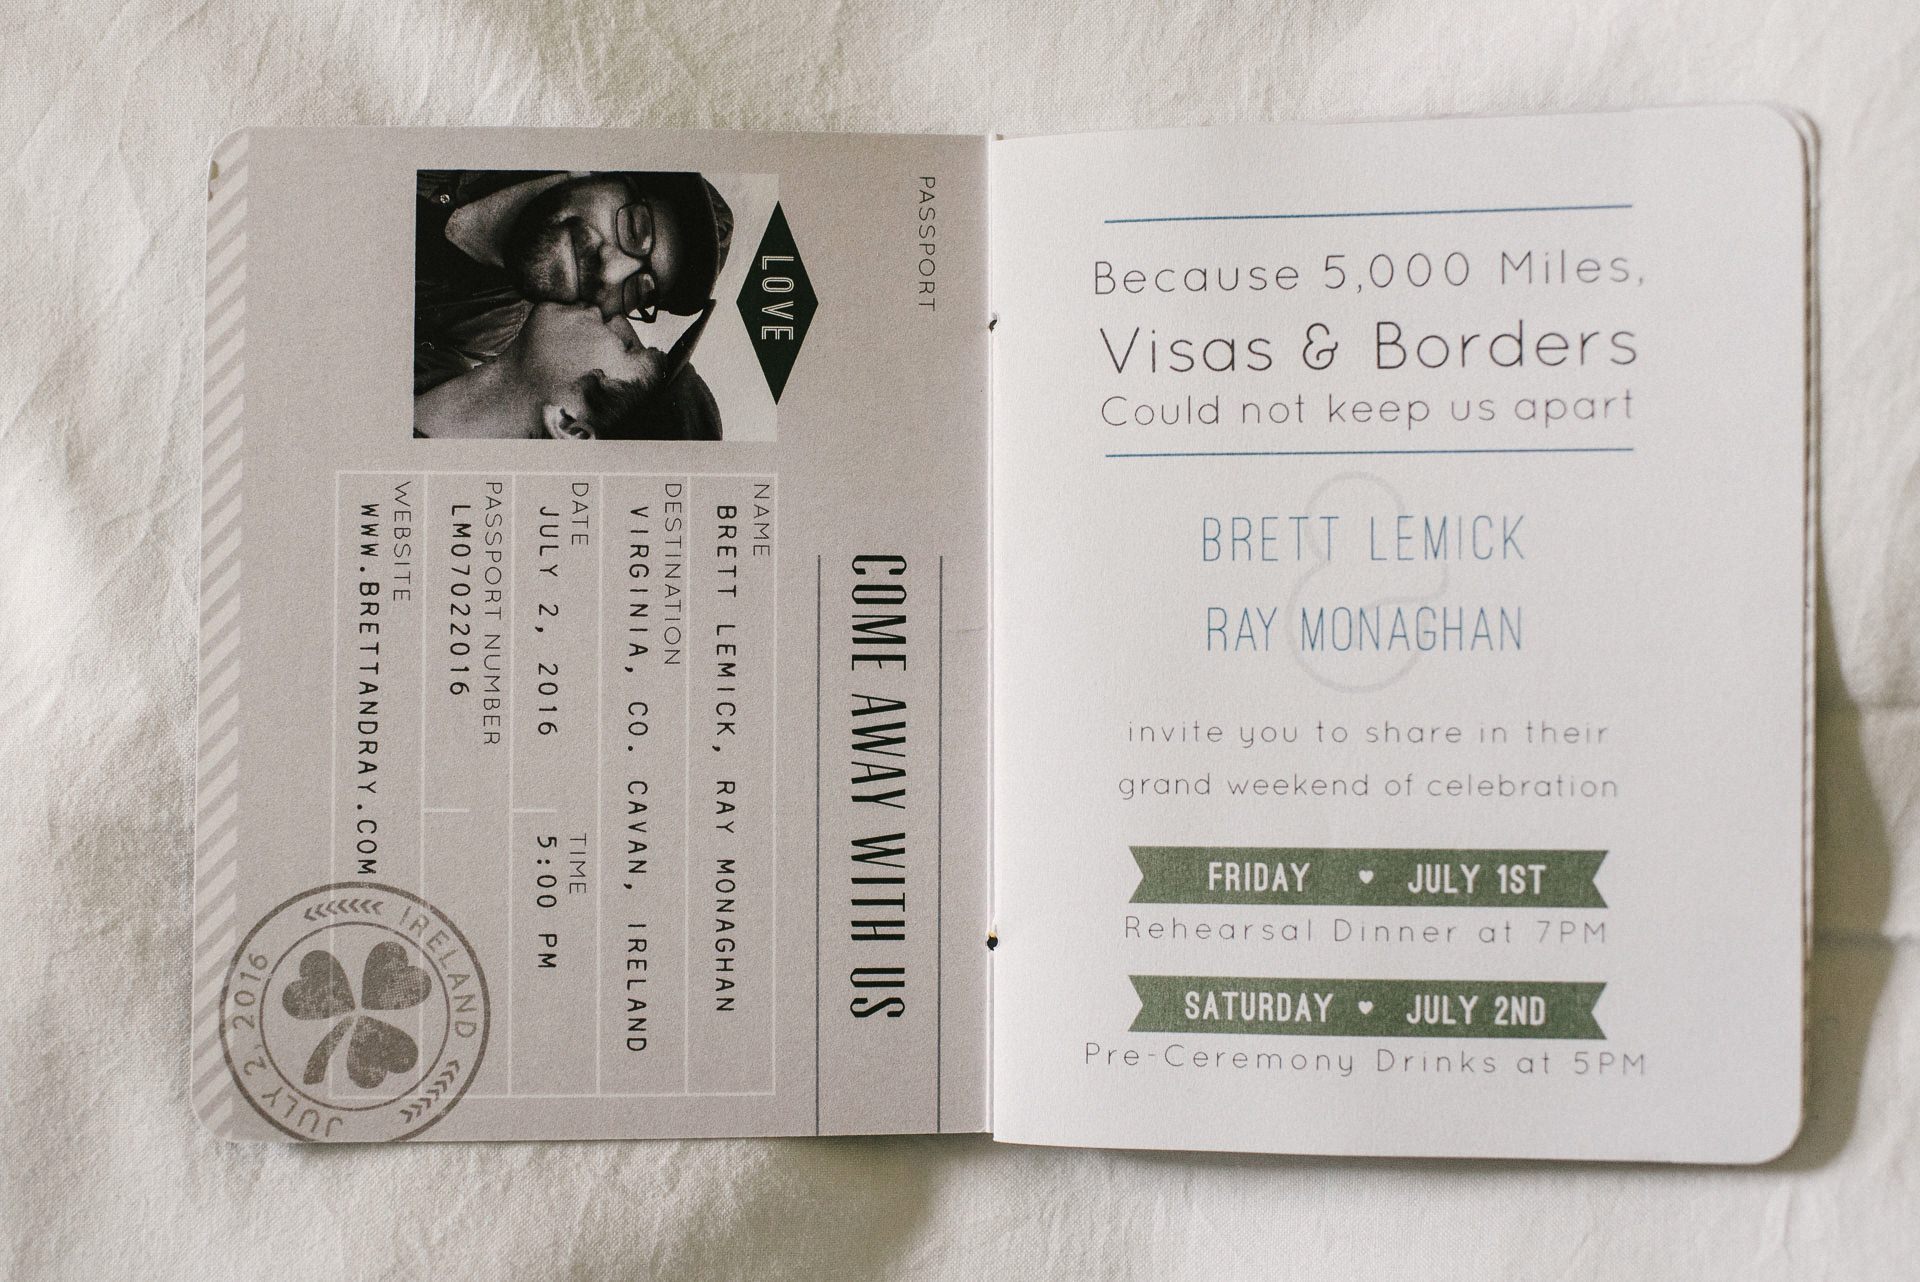 PASSPORT
LOVE
COME AWAY WITH US
NAME
BRETT LEMICK, RAY MONAGHAN
DESTINATION
VIRGINIA, CO. CAVAN, IRELAND
DATE
JULY 2, 2016
TIME
5:00 PM
PASSPORT NUMBER
LM07022016
WEBSITE
WWW.BRETTANDRAY.COM
IRELAND
JULY 2, 2016
Because 5,000 Miles,
Visas & Borders
Could not keep us apart
BRETT LEMICK
&
RAY MONAGHAN
invite you to share in their
grand weekend of celebration
FRIDAY ♥ JULY 1ST
Rehearsal Dinner at 7PM
SATURDAY ♥ JULY 2ND
Pre-Ceremony Drinks at 5PM